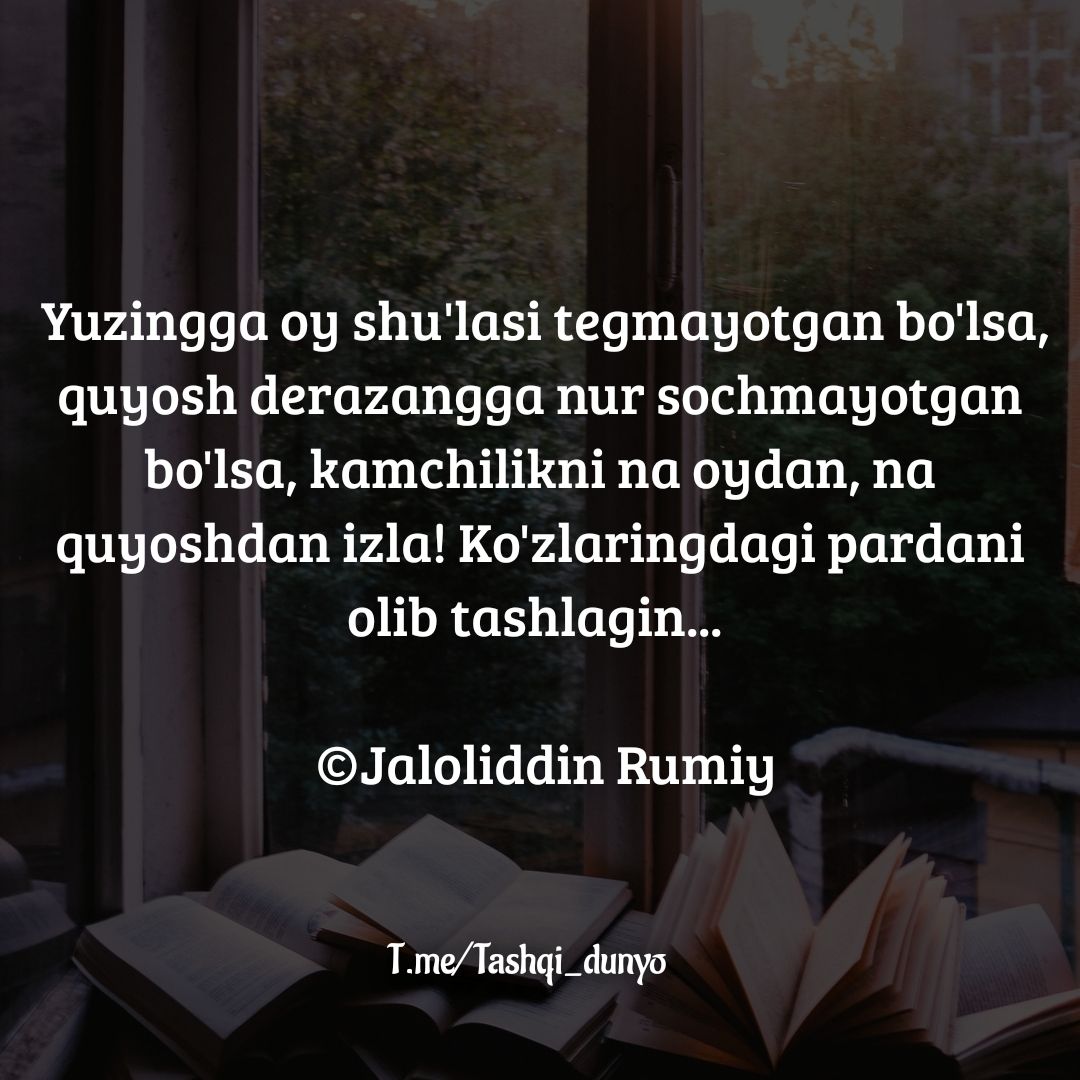 Yuzingga oy shu'lasi tegmayotgan bo'lsa,
quyosh derazangga nur sochmayotgan
bo'lsa, kamchilikni na oydan, na
quyoshdan izla! Ko'zlaringdagi pardani
olib tashlagin...
©Jaloliddin Rumiy
T.me/Tashqi_dunyo